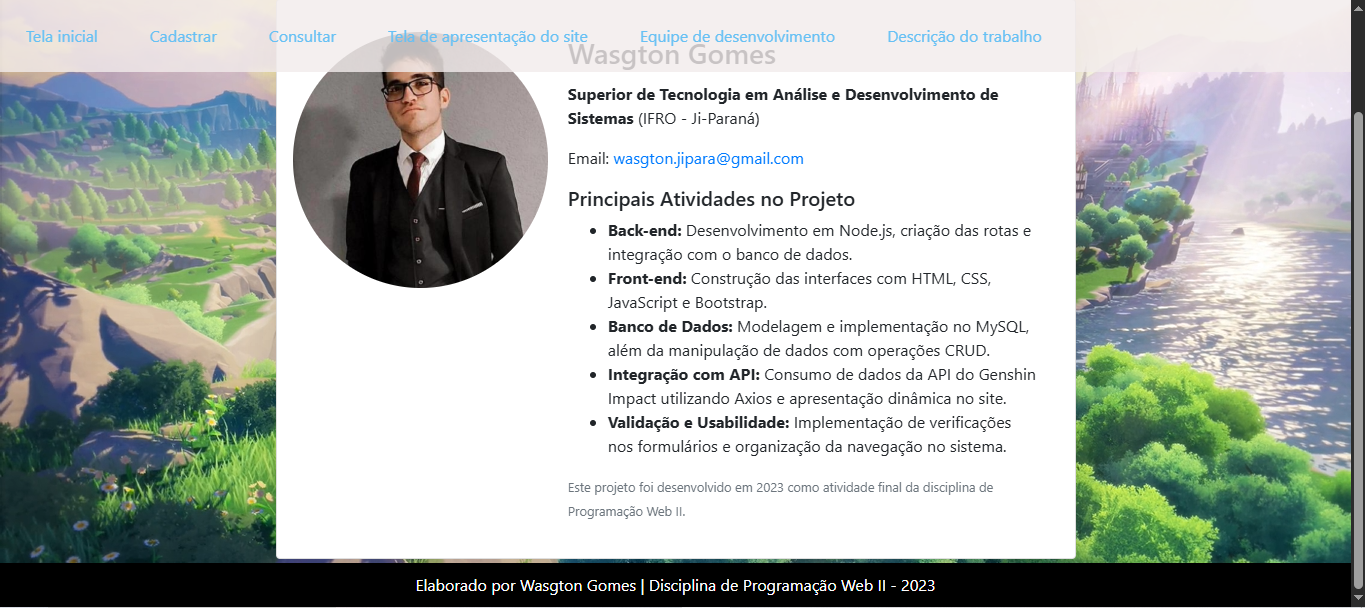 Tela inicial Cadastrar Consultar Tela de apresentação do site Equipe de desenvolvimento Descrição do trabalho
Wasgton Gomes
Superior de Tecnologia em Análise e Desenvolvimento de
Sistemas (IFRO - Ji-Paraná)
Email: wasgton.jipara@gmail.com
Principais Atividades no Projeto
• Back-end: Desenvolvimento em Node.js, criação das rotas e
integração com o banco de dados.
• Front-end: Construção das interfaces com HTML, CSS,
JavaScript e Bootstrap.
• Banco de Dados: Modelagem e implementação no MySQL,
além da manipulação de dados com operações CRUD.
• Integração com API: Consumo de dados da API do Genshin
Impact utilizando Axios e apresentação dinâmica no site.
• Validação e Usabilidade: Implementação de verificações
nos formulários e organização da navegação no sistema.
Este projeto foi desenvolvido em 2023 como atividade final da disciplina de
Programação Web II.
Elaborado por Wasgton Gomes | Disciplina de Programação Web II - 2023